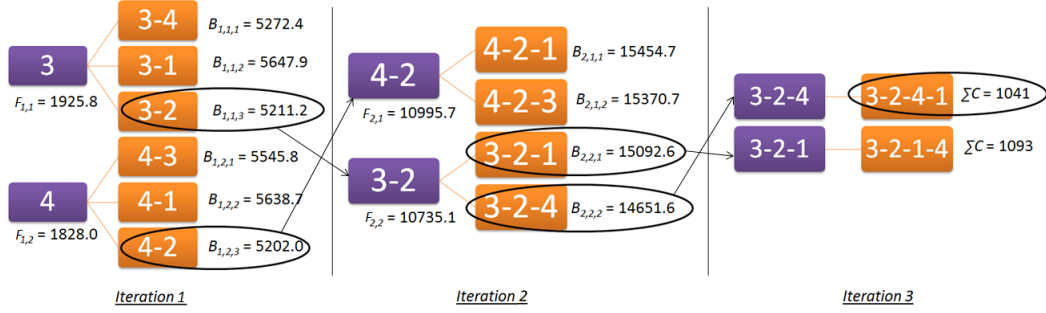 3
F1,1 = 1925.8
3-4
B1,1,1 = 5272.4
3-1
B1,1,2 = 5647.9
3-2
B1,1,3 = 5211.2
4
F1,2 = 1828.0
4-3
B1,2,1 = 5545.8
4-1
B1,2,2 = 5638.7
4-2
B1,2,3 = 5202.0
Iteration 1
4-2
F2,1 = 10995.7
4-2-1
B2,1,1 = 15454.7
4-2-3
B2,1,2 = 15370.7
3-2
F2,2 = 10735.1
3-2-1
B2,2,1 = 15092.6
3-2-4
B2,2,2 = 14651.6
Iteration 2
3-2-4
3-2-4-1
∑C = 1041
3-2-1
3-2-1-4
∑C = 1093
Iteration 3